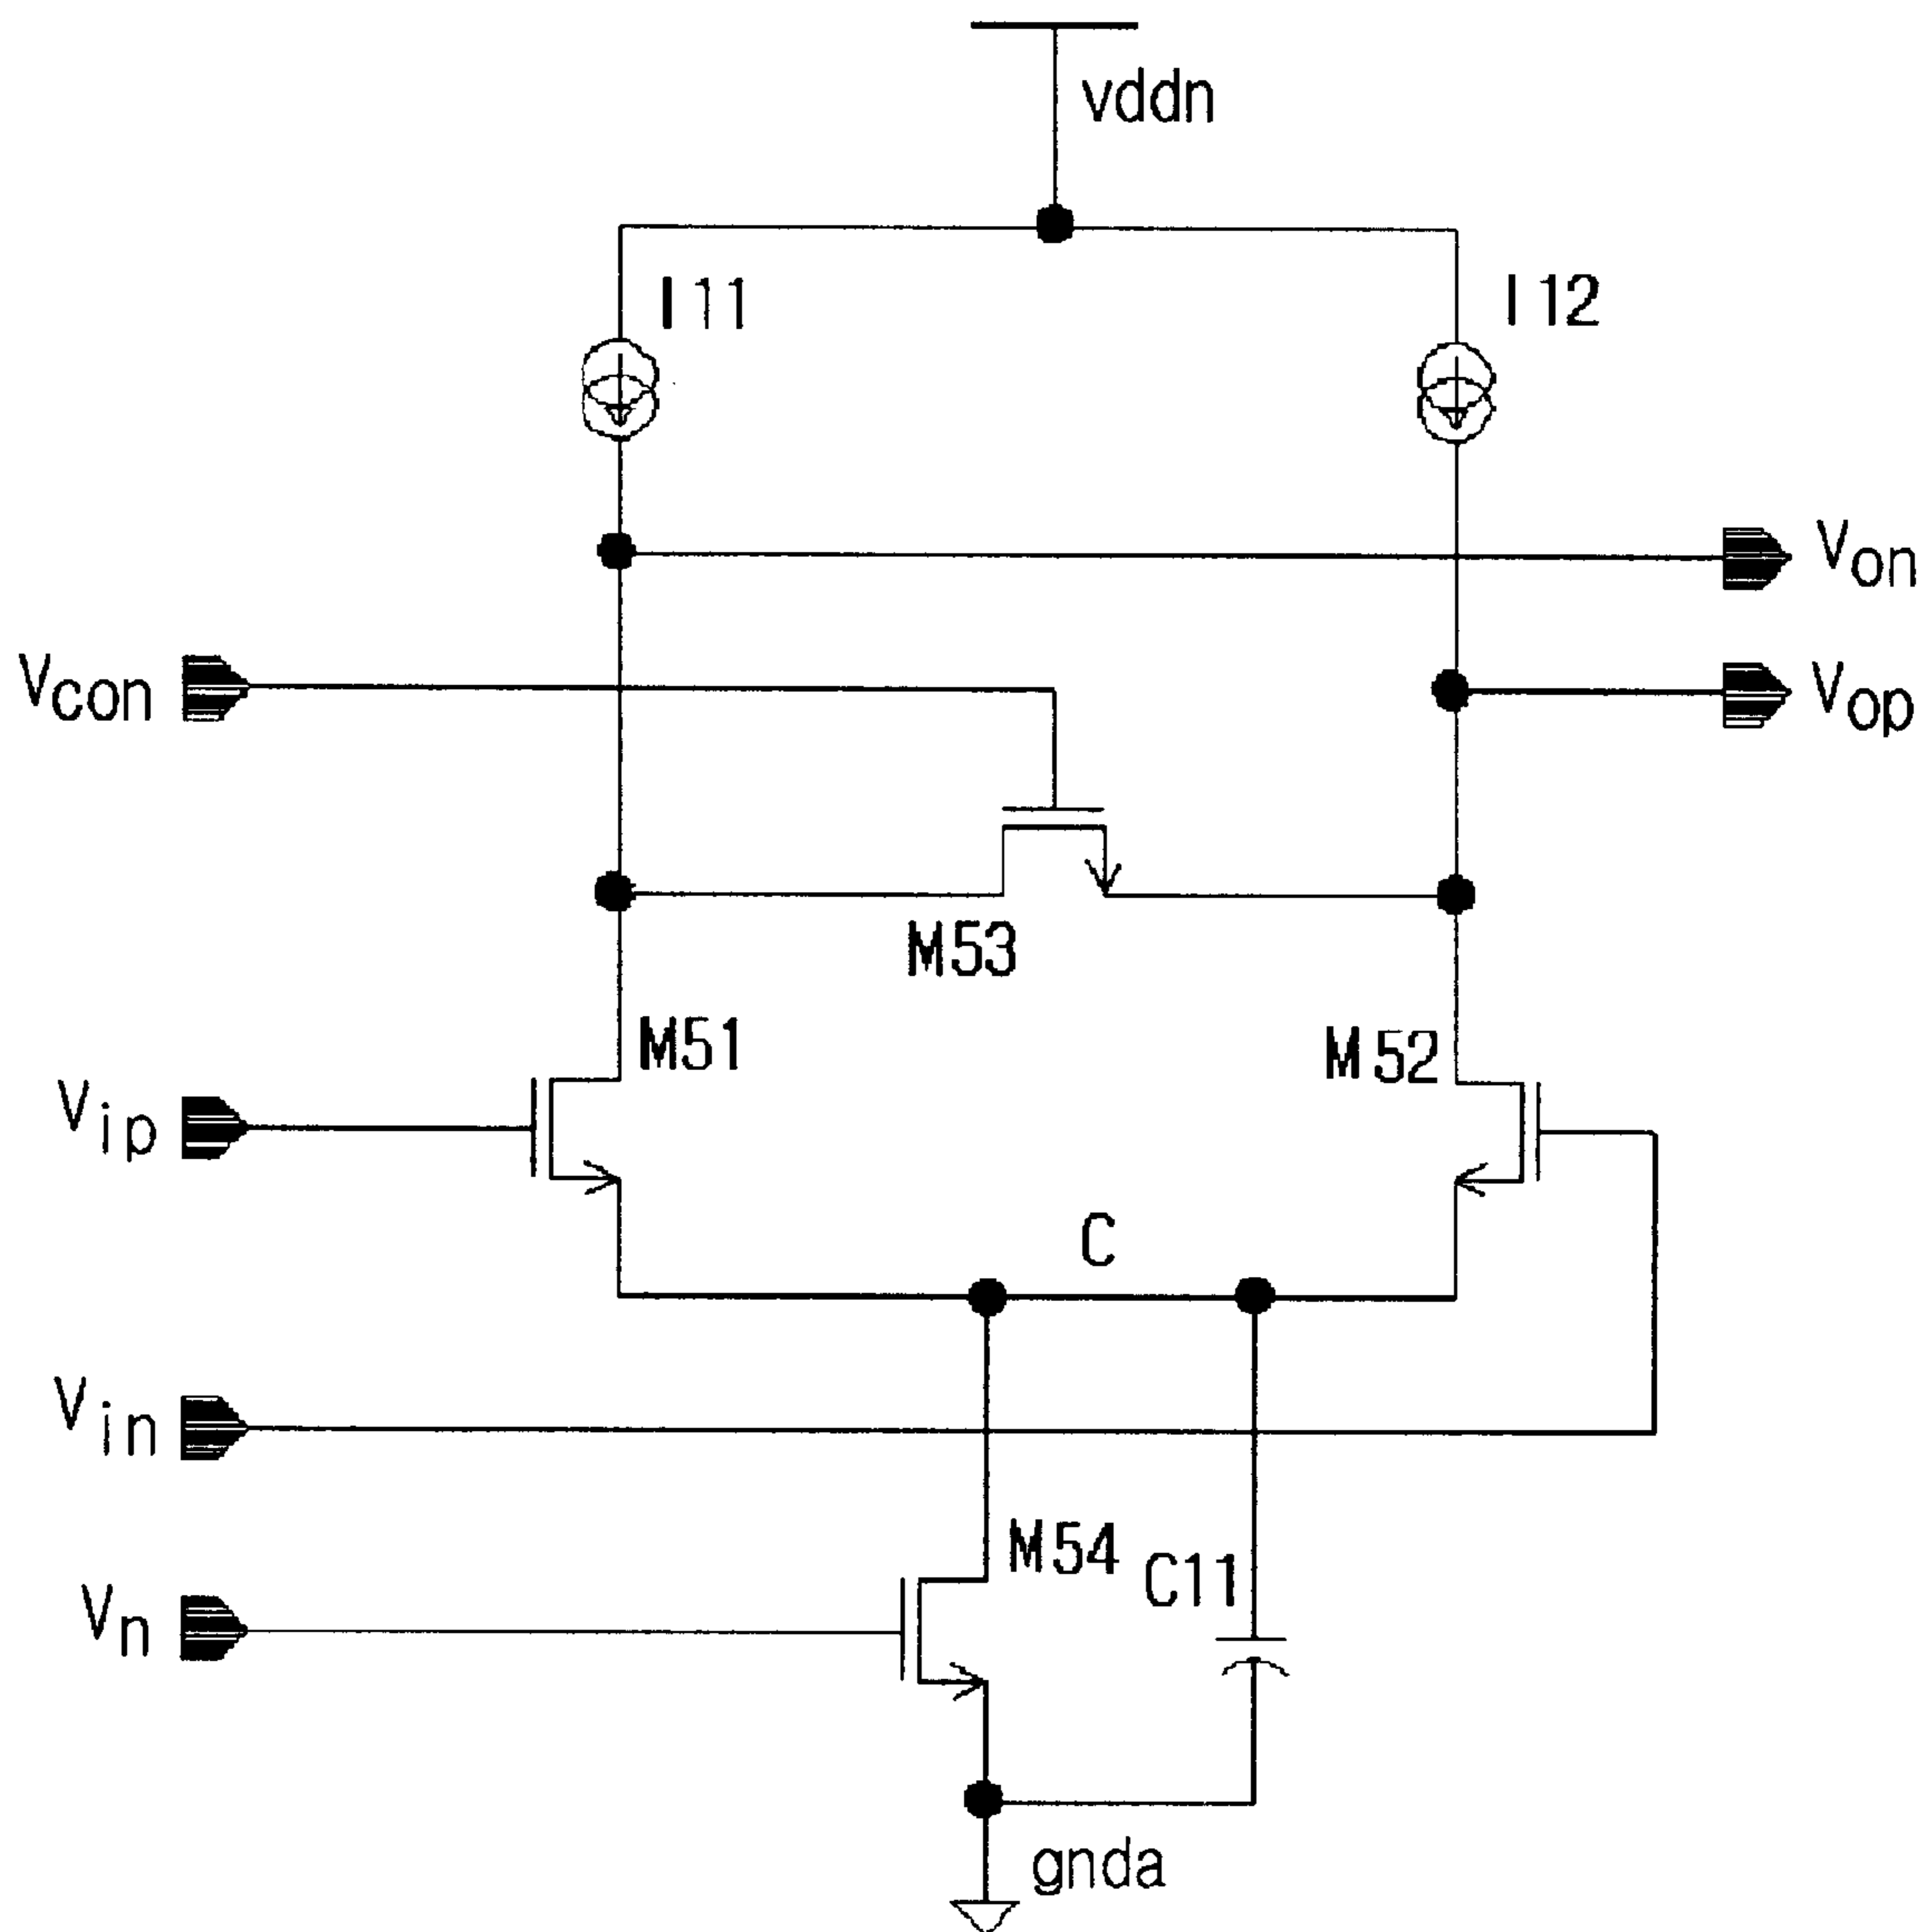 vddn
I11
I12
Von
Vcon
Vop
M53
M51
M52
Vip
C
Vin
M54
C11
Vn
gnda